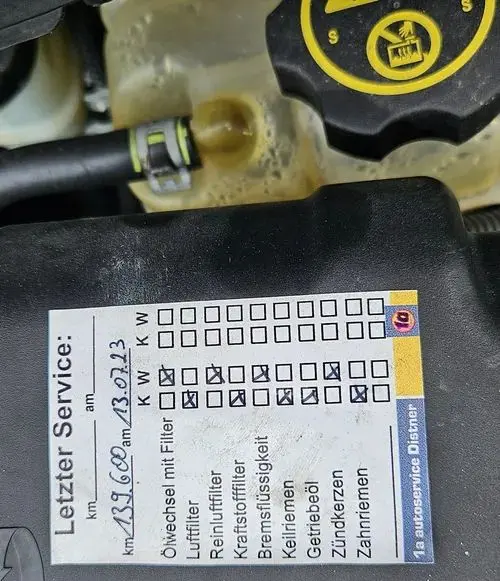 S
S
Letzter Service:
km am
km 139.600 am 13.07.23
K W K W
Ölwechsel mit Filter
Luftfilter
Reinluftfilter
Kraftstofffilter
Bremsflüssigkeit
Keilriemen
Getriebeöl
Zündkerzen
Zahnriemen
1a autoservice Distner 1a